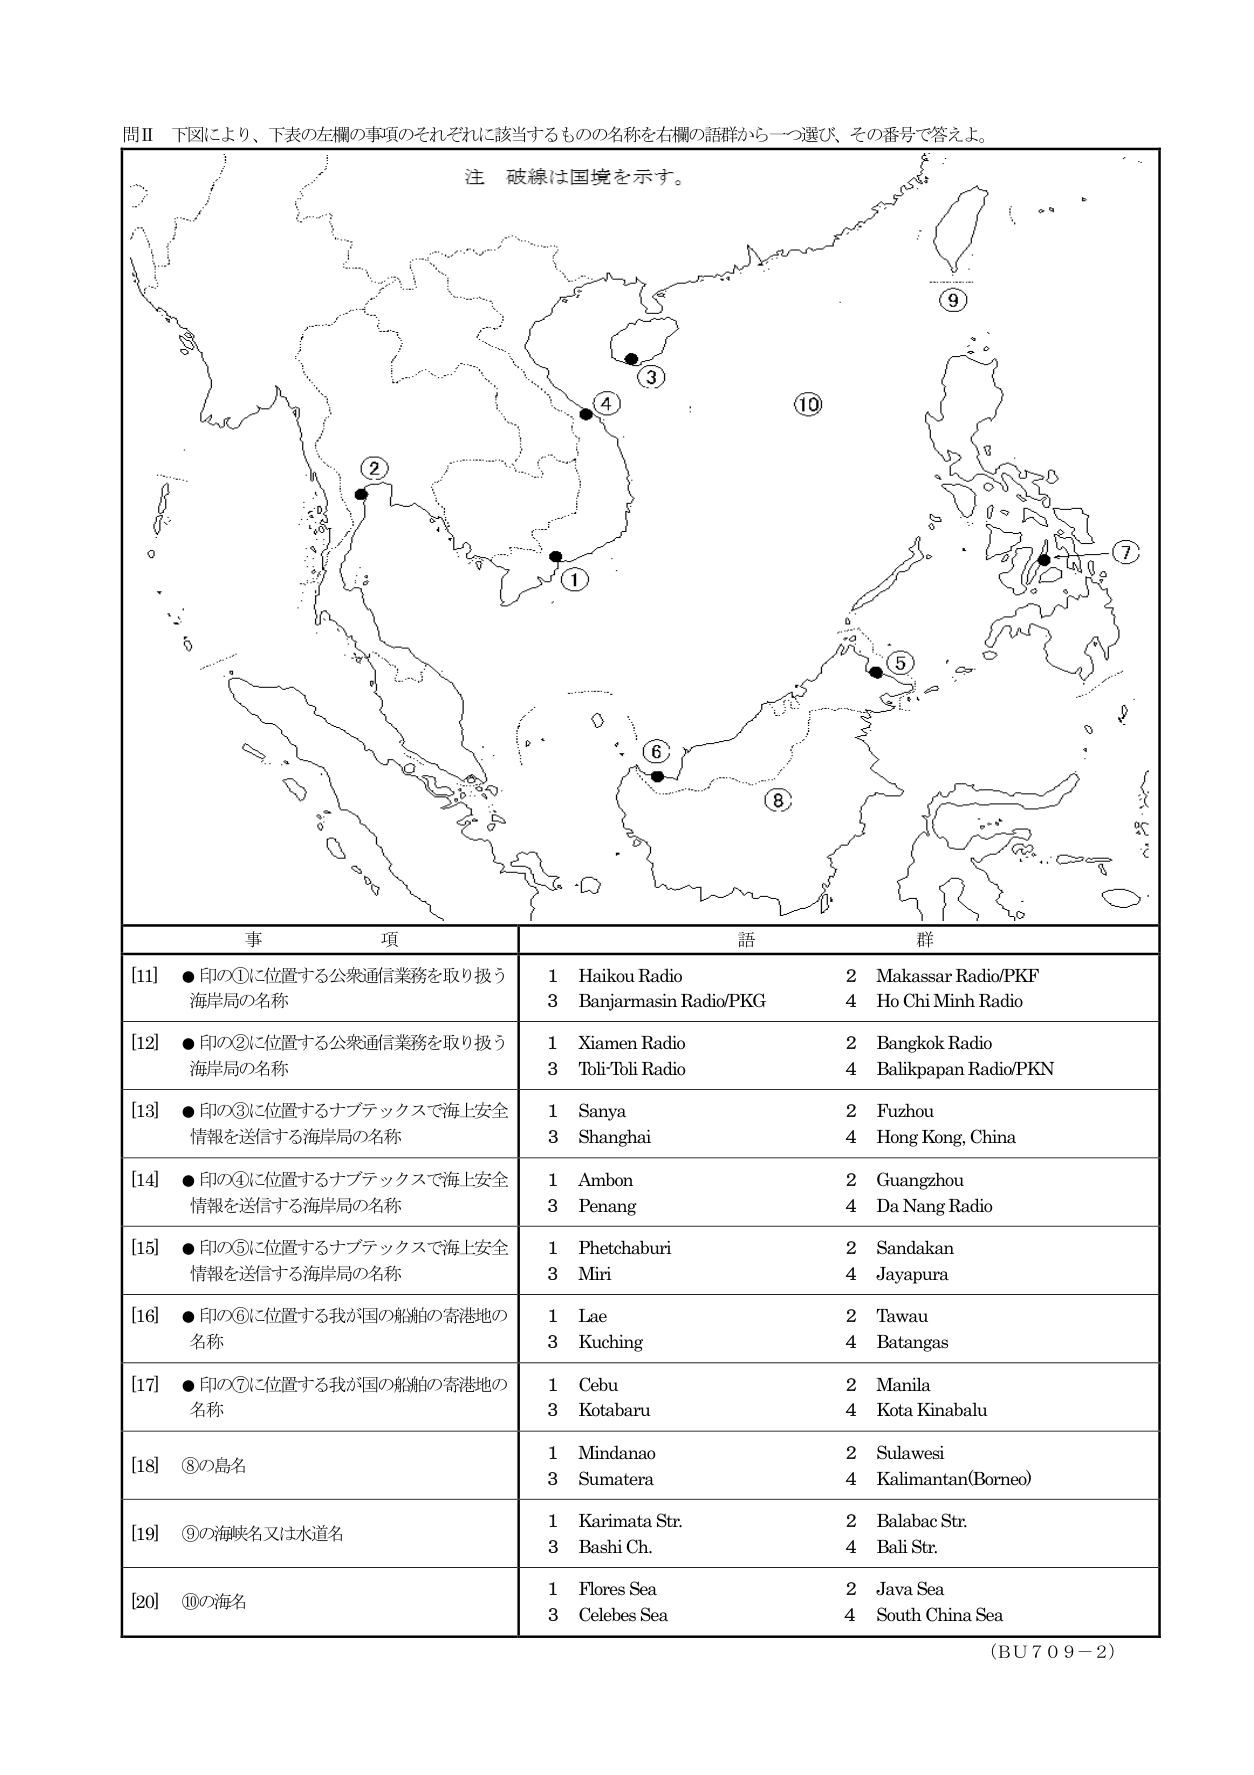 問Ⅱ　下図により、下表の左欄の事項のそれぞれに該当するものの名称を右欄の語群から一つ選び、その番号で答えよ。
注　破線は国境を示す。
⑨
③
④
⑩
②
⑦
①
⑤
⑥
⑧
事　項　語　群
[11]　●印の①に位置する公衆通信業務を取り扱う　1　Haikou Radio　2　Makassar Radio/PKF
海岸局の名称　3　Banjarmasin Radio/PKG　4　Ho Chi Minh Radio
[12]　●印の②に位置する公衆通信業務を取り扱う　1　Xiamen Radio　2　Bangkok Radio
海岸局の名称　3　Toli-Toli Radio　4　Balikpapan Radio/PKN
[13]　●印の③に位置するナブテックスで海上安全　1　Sanya　2　Fuzhou
情報を送信する海岸局の名称　3　Shanghai　4　Hong Kong, China
[14]　●印の④に位置するナブテックスで海上安全　1　Ambon　2　Guangzhou
情報を送信する海岸局の名称　3　Penang　4　Da Nang Radio
[15]　●印の⑤に位置するナブテックスで海上安全　1　Phetchaburi　2　Sandakan
情報を送信する海岸局の名称　3　Miri　4　Jayapura
[16]　●印の⑥に位置する我が国の船舶の寄港地の　1　Lae　2　Tawau
名称　3　Kuching　4　Batangas
[17]　●印の⑦に位置する我が国の船舶の寄港地の　1　Cebu　2　Manila
名称　3　Kotabaru　4　Kota Kinabalu
[18]　⑧の島名　1　Mindanao　2　Sulawesi
3　Sumatera　4　Kalimantan(Borneo)
[19]　⑨の海峡名又は水道名　1　Karimata Str.　2　Balabac Str.
3　Bashi Ch.　4　Bali Str.
[20]　⑩の海名　1　Flores Sea　2　Java Sea
3　Celebes Sea　4　South China Sea
(BU709－2)